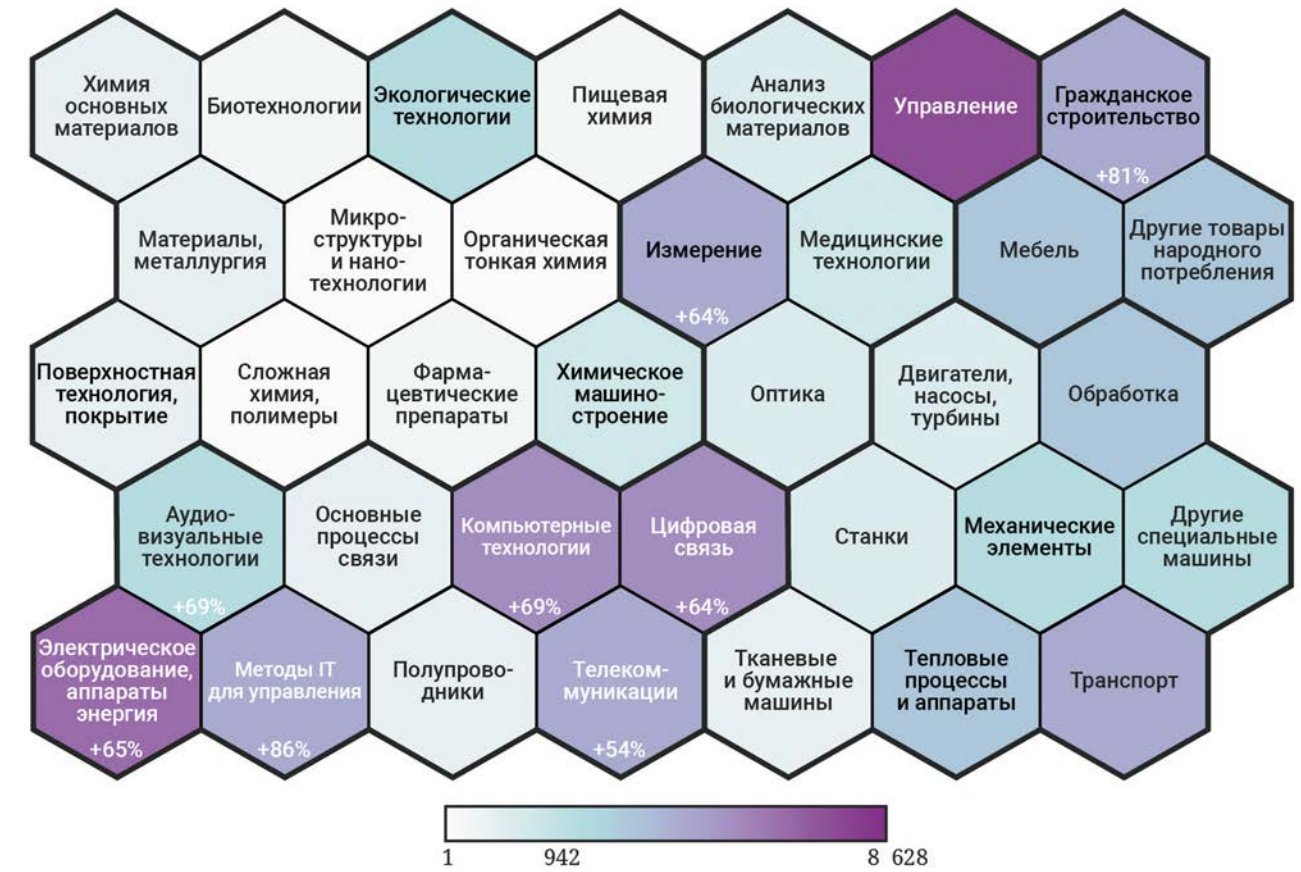 Химия
основных
материалов
Биотехнологии
Экологические
технологии
Пищевая
химия
Анализ
биологических
материалов
Управление
Гражданское
строительство
+81%
Материалы,
металлургия
Микро-
структуры
и нано-
технологии
Органическая
тонкая химия
Измерение
+64%
Медицинские
технологии
Мебель
Другие товары
народного
потребления
Поверхностная
технология,
покрытие
Сложная
химия,
полимеры
Фарма-
цевтические
препараты
Химическое
машино-
строение
Оптика
Двигатели,
насосы,
турбины
Обработка
Аудио-
визуальные
технологии
+69%
Основные
процессы
связи
Компьютерные
технологии
+69%
Цифровая
связь
+64%
Станки
Механические
элементы
Другие
специальные
машины
Электрическое
оборудование,
аппараты
энергия
+65%
Методы IT
для управления
+86%
Полупрово-
дники
Телеком-
муникации
+54%
Тканевые
и бумажные
машины
Тепловые
процессы
и аппараты
Транспорт
1 942 8 628